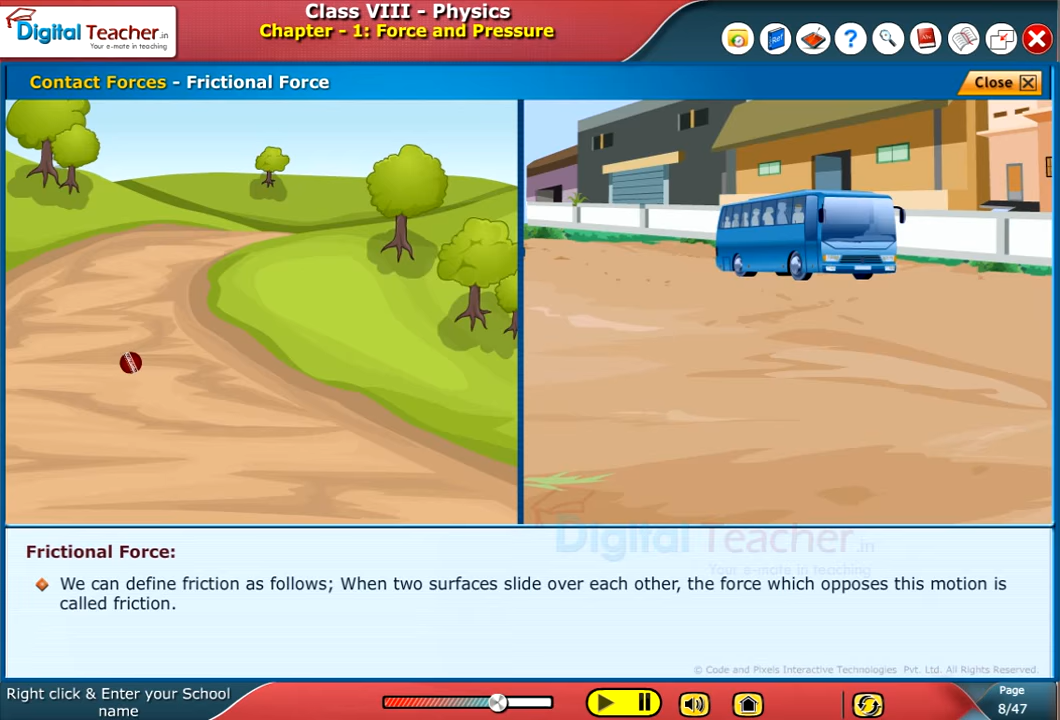 Digital Teacher.in
Your e-mate in teaching
Class VIII - Physics
Chapter - 1: Force and Pressure
Ref
?
Contact Forces - Frictional Force
Close
Digital Teacher.in
Your e-mate in teaching
Frictional Force:
We can define friction as follows; When two surfaces slide over each other, the force which opposes this motion is
called friction.
© Code and Pixels Interactive Technologies Pvt. Ltd. All Rights Reserved.
Right click & Enter your School
name
Page
8/47